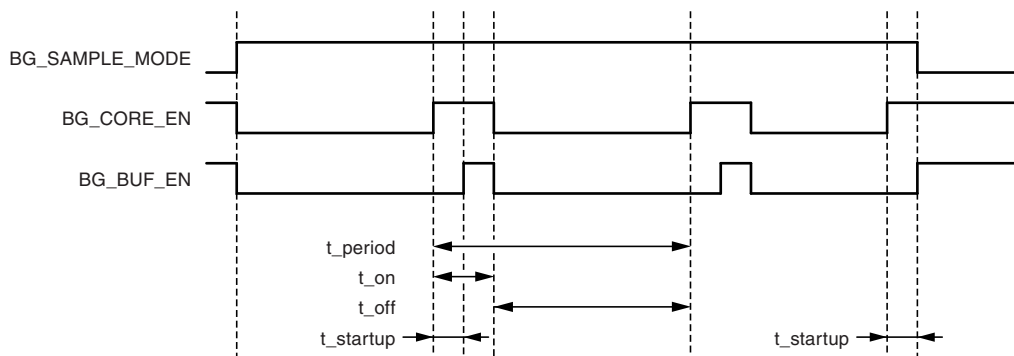 BG_SAMPLE_MODE
BG_CORE_EN
BG_BUF_EN
t_period
t_on
t_off
t_startup
t_startup